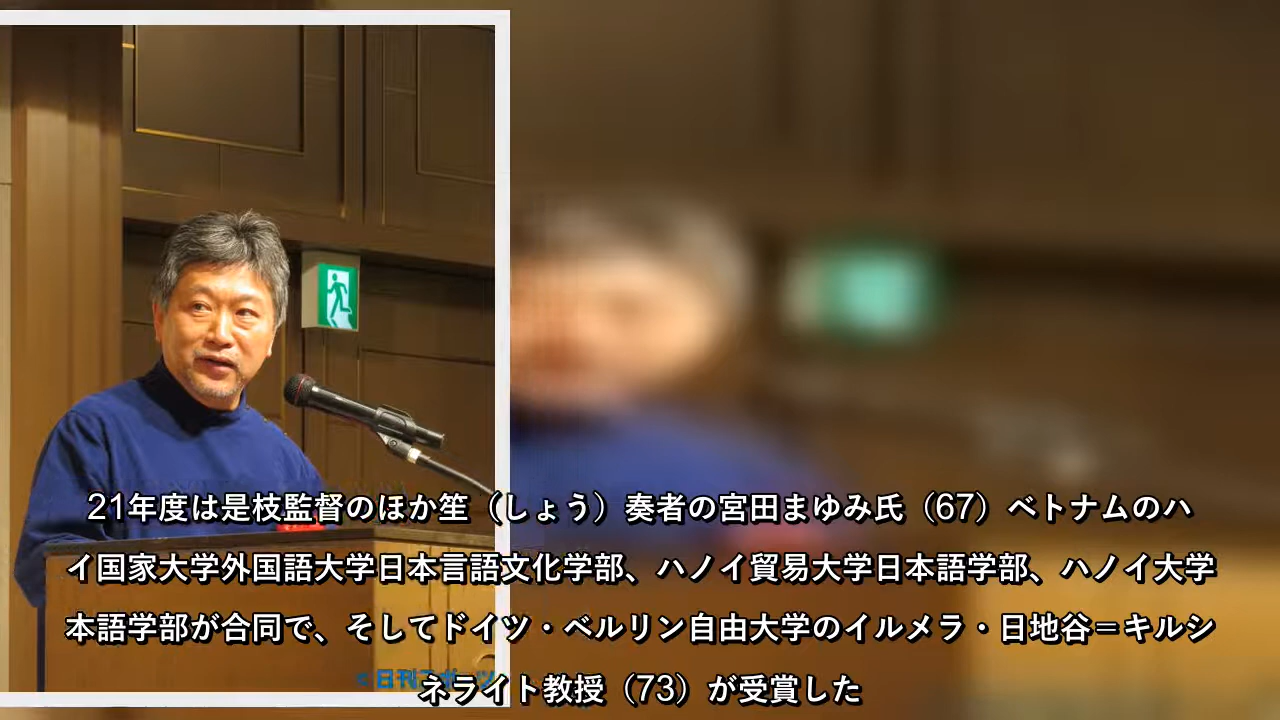 21年度は是枝監督のほか笙（しょう）奏者の宮田まゆみ氏（67）ベトナムのハ
イ国家大学外国語大学日本言語文化学部、ハノイ貿易大学日本語学部、ハノイ大学
本語学部が合同で、そしてドイツ・ベルリン自由大学のイルメラ・日地谷＝キルシ
ネライト教授（73）が受賞した